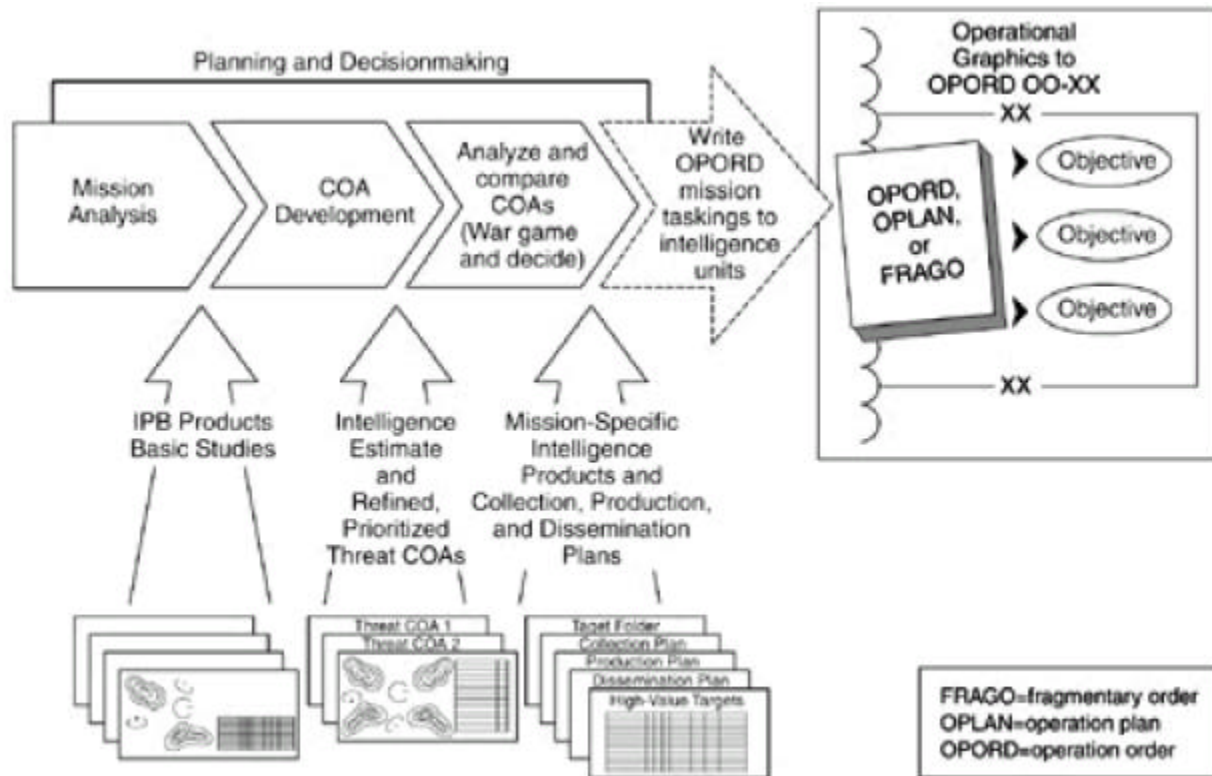 Planning and Decisionmaking
Mission
Analysis
COA
Development
Analyze and
compare
COAs
(War game
and decide)
Write
OPORD
mission
taskings to
intelligence
units
Operational
Graphics to
OPORD OO-XX
XX
OPORD,
OPLAN,
or
FRAGO
Objective
Objective
Objective
XX
IPB Products
Basic Studies
Intelligence
Estimate
and
Refined,
Prioritized
Threat COAs
Mission-Specific
Intelligence
Products and
Collection, Production,
and Dissemination
Plans
Threat COA 1
Threat COA 2
Taget Folder
Collection Plan
Production Plan
Dissemination Plan
High-Value Targets
FRAGO=fragmentary order
OPLAN=operation plan
OPORD=operation order